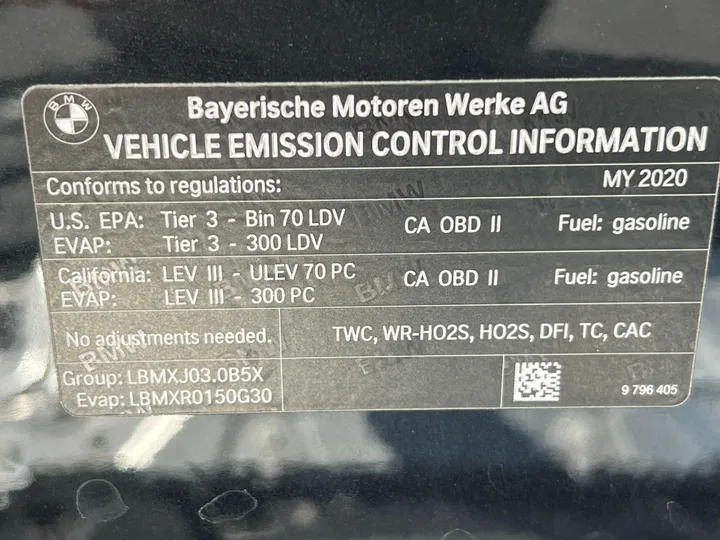 BMW
Bayerische Motoren Werke AG
VEHICLE EMISSION CONTROL INFORMATION
Conforms to regulations: MY 2020
U.S. EPA: Tier 3 - Bin 70 LDV CA OBD II Fuel: gasoline
EVAP: Tier 3 - 300 LDV
California: LEV III - ULEV 70 PC CA OBD II Fuel: gasoline
EVAP: LEV III - 300 PC
No adjustments needed. TWC, WR-HO2S, HO2S, DFI, TC, CAC
Group: LBMXJ03.0B5X
Evap: LBMXR0150G30 9 796 405